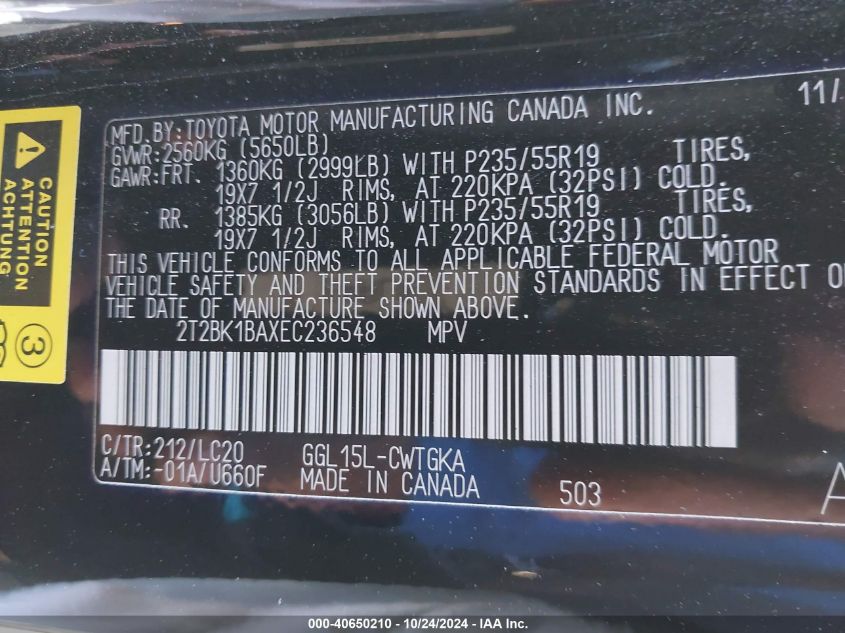 MFD.BY:TOYOTA MOTOR MANUFACTURING CANADA INC. 11/
GVWR:2560KG (5650LB)
GAWR:FRT. 1360KG (2999LB) WITH P235/55R19 TIRES,
19X7 1/2J RIMS, AT 220KPA (32PSI) COLD.
RR. 1385KG (3056LB) WITH P235/55R19 TIRES,
19X7 1/2J RIMS, AT 220KPA (32PSI) COLD.
THIS VEHICLE CONFORMS TO ALL APPLICABLE FEDERAL MOTOR
VEHICLE SAFETY AND THEFT PREVENTION STANDARDS IN EFFECT O
THE DATE OF MANUFACTURE SHOWN ABOVE.
2T2BK1BAXEC236548 MPV
C/TR:212/LC20 GGL15L-CWTGKA
A/TM:-01A/U660F MADE IN CANADA 503 A
CAUTION
ATTENTION
ACHTUNG
3
000-40650210 - 10/24/2024 - IAAI.com